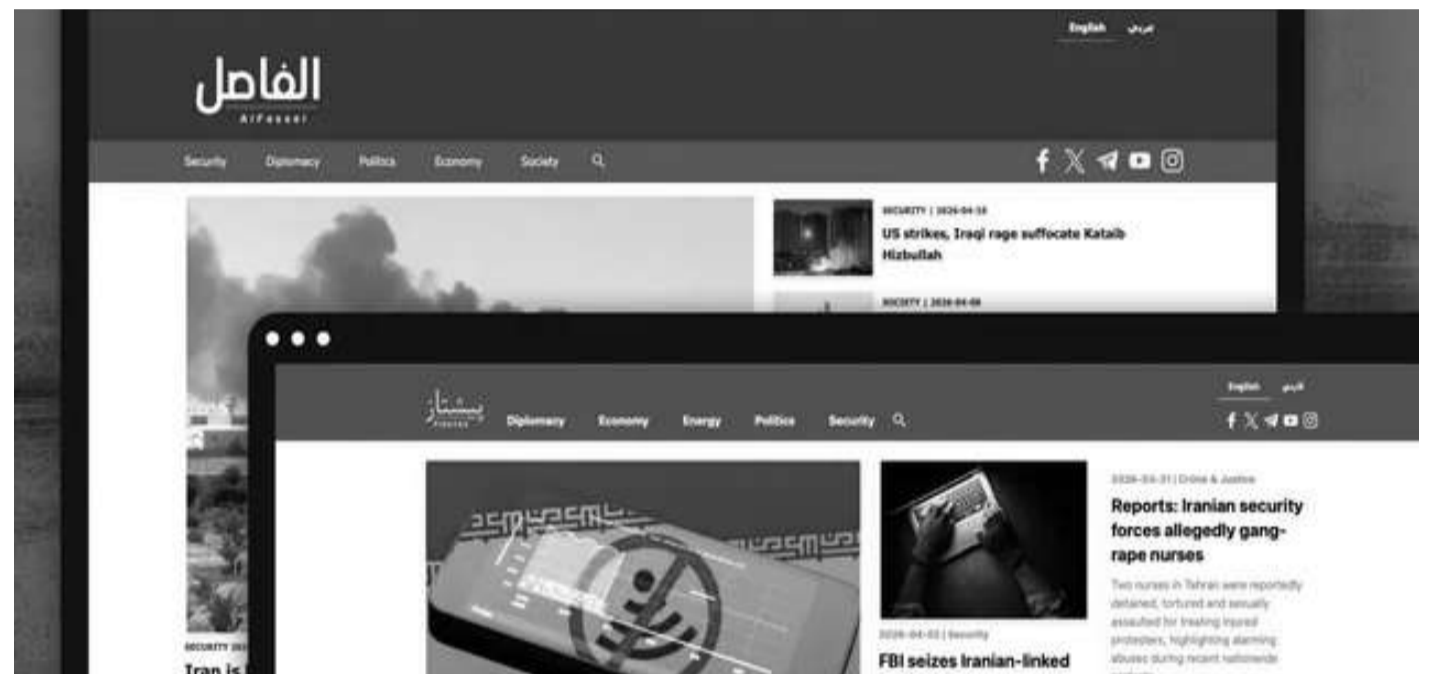 English عربي
الفاصل
AlFassel
Security Diplomacy Politics Economy Society
SECURITY | 2026-04-10
US strikes, Iraqi rage suffocate Kataib
Hizbullah
SOCIETY | 2026-04-08
SECURITY
Iran is
English فارسی
پیشتاز
Diplomacy Economy Energy Politics Security
2026-04-02 | Security
FBI seizes Iranian-linked
2026-03-31 | Crime & Justice
Reports: Iranian security
forces allegedly gang-
rape nurses
Two nurses in Tehran were reportedly
detained, tortured and sexually
assaulted for treating injured
protesters, highlighting alarming
abuses during recent nationwide